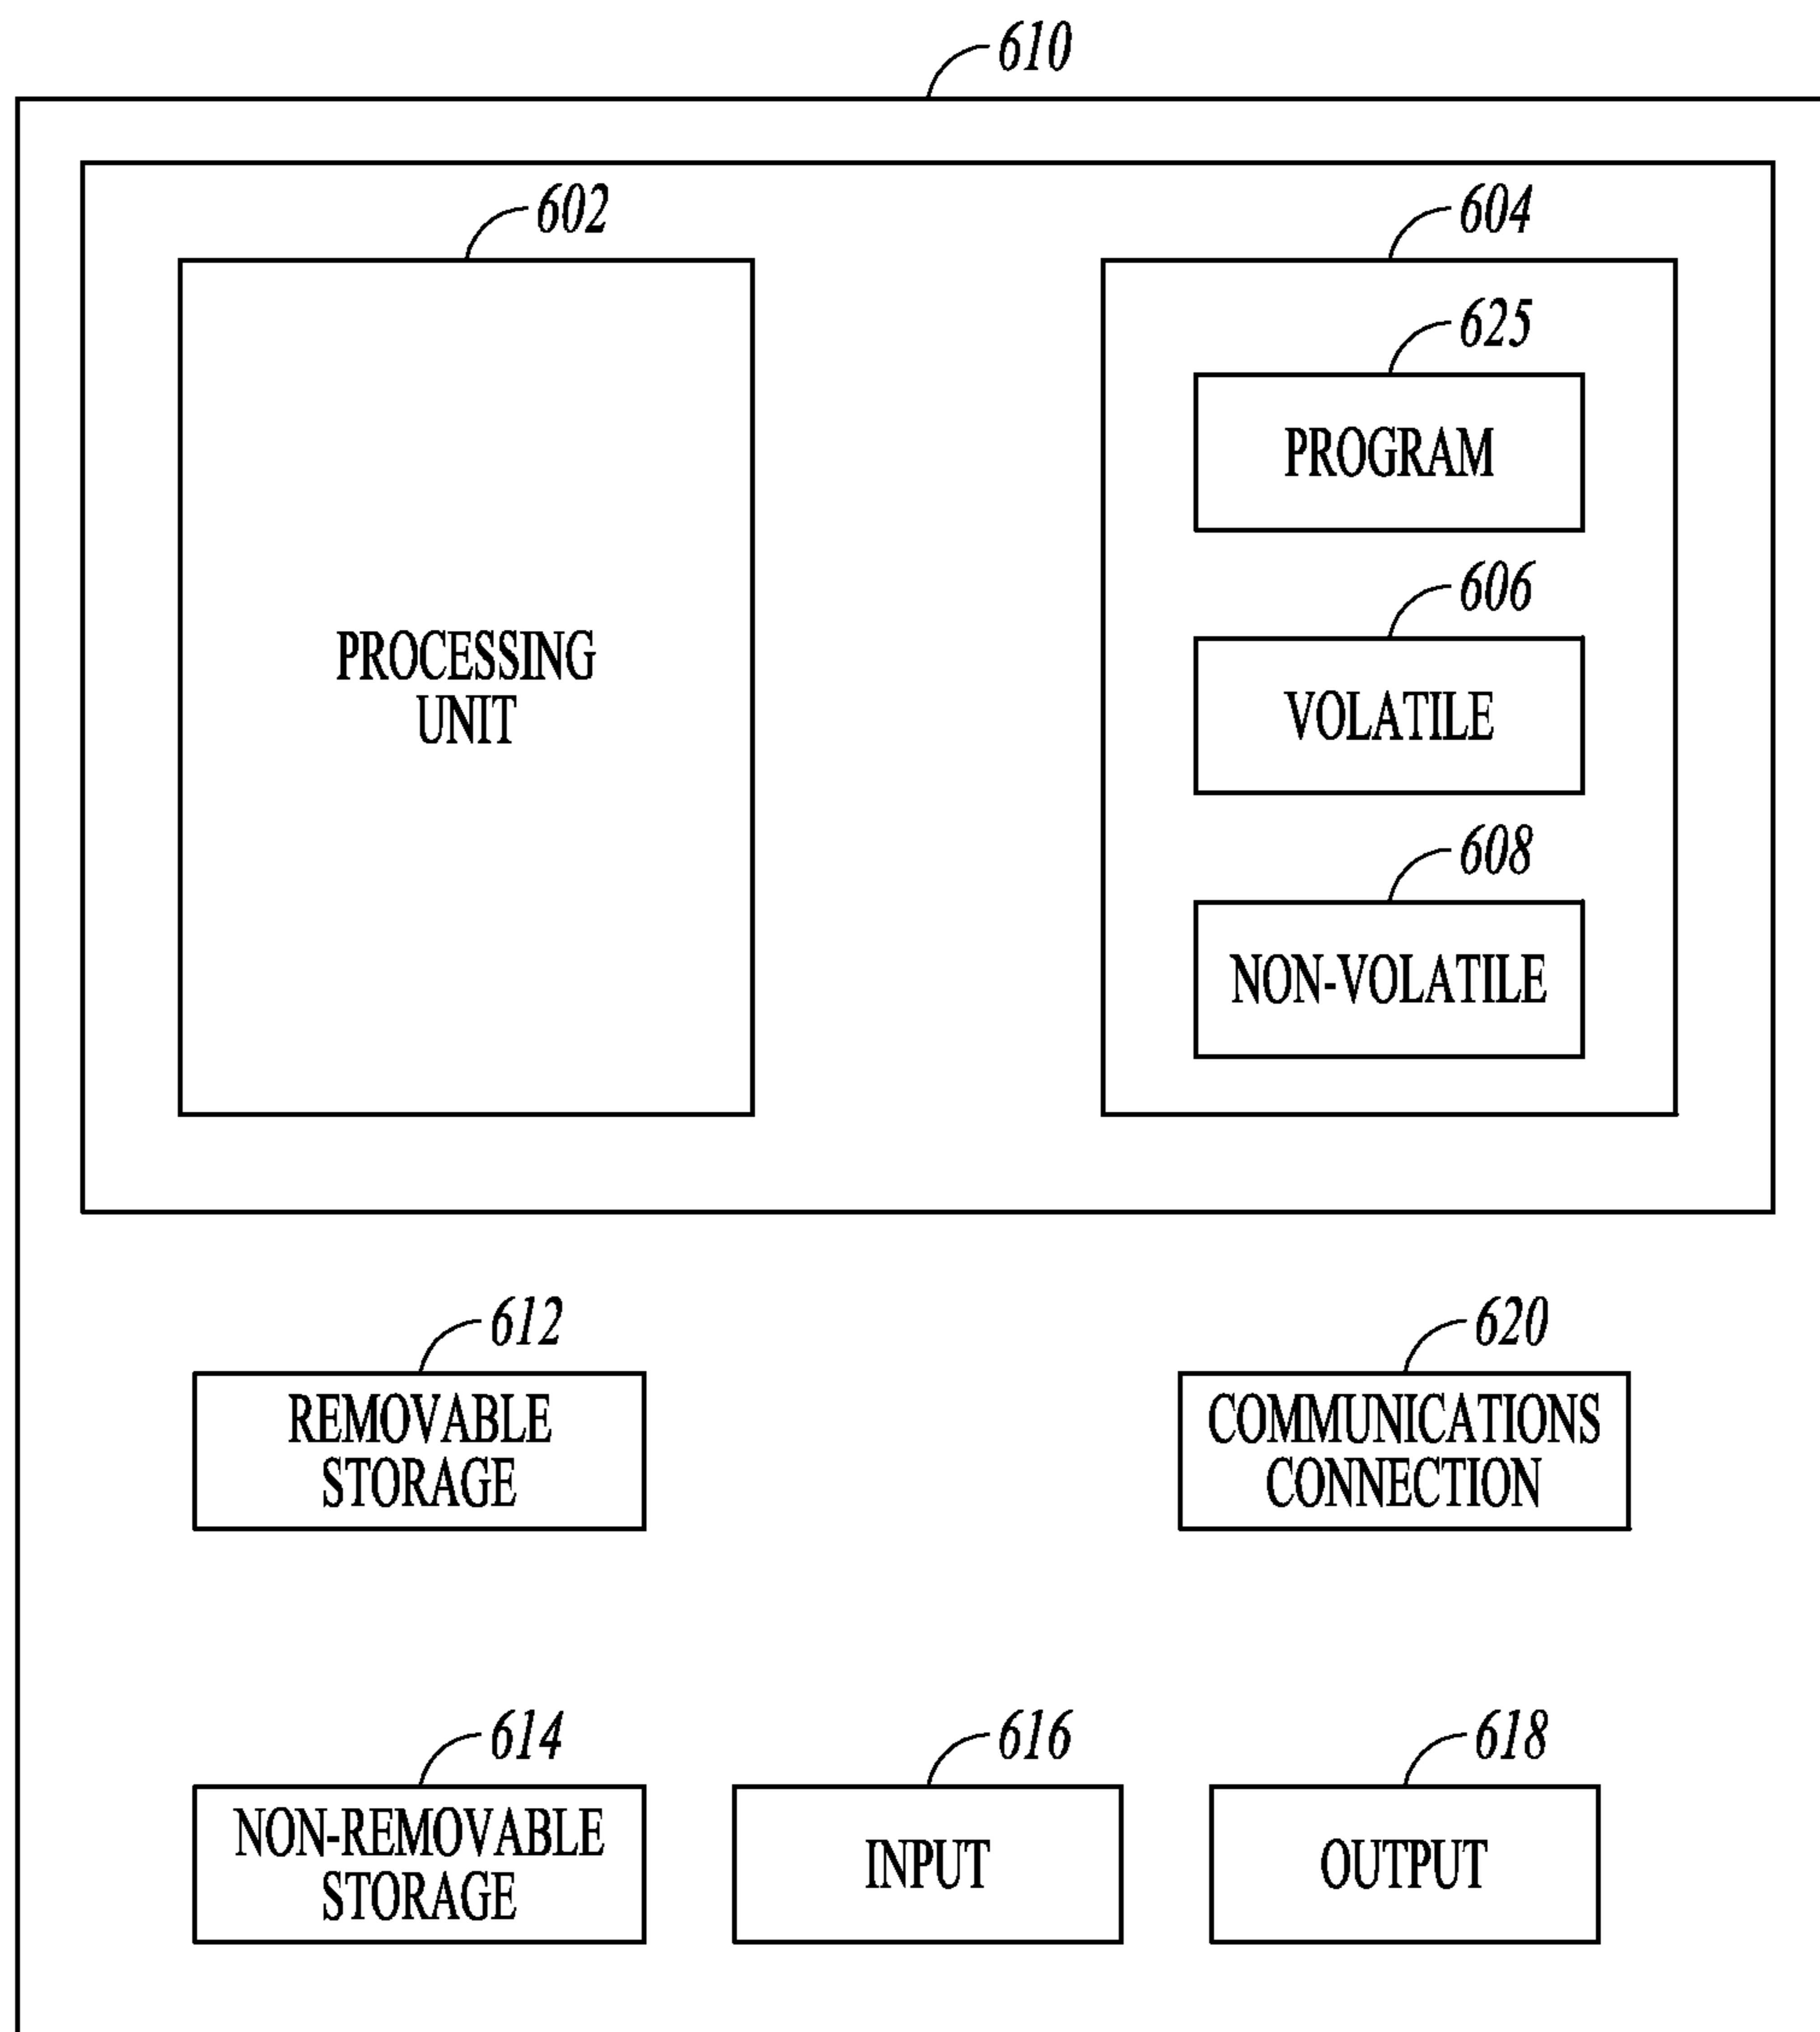 610
602
604
625
PROGRAM
606
PROCESSING
UNIT
VOLATILE
608
NON-VOLATILE
612
620
REMOVABLE
STORAGE
COMMUNICATIONS
CONNECTION
614
616
618
NON-REMOVABLE
STORAGE
INPUT
OUTPUT